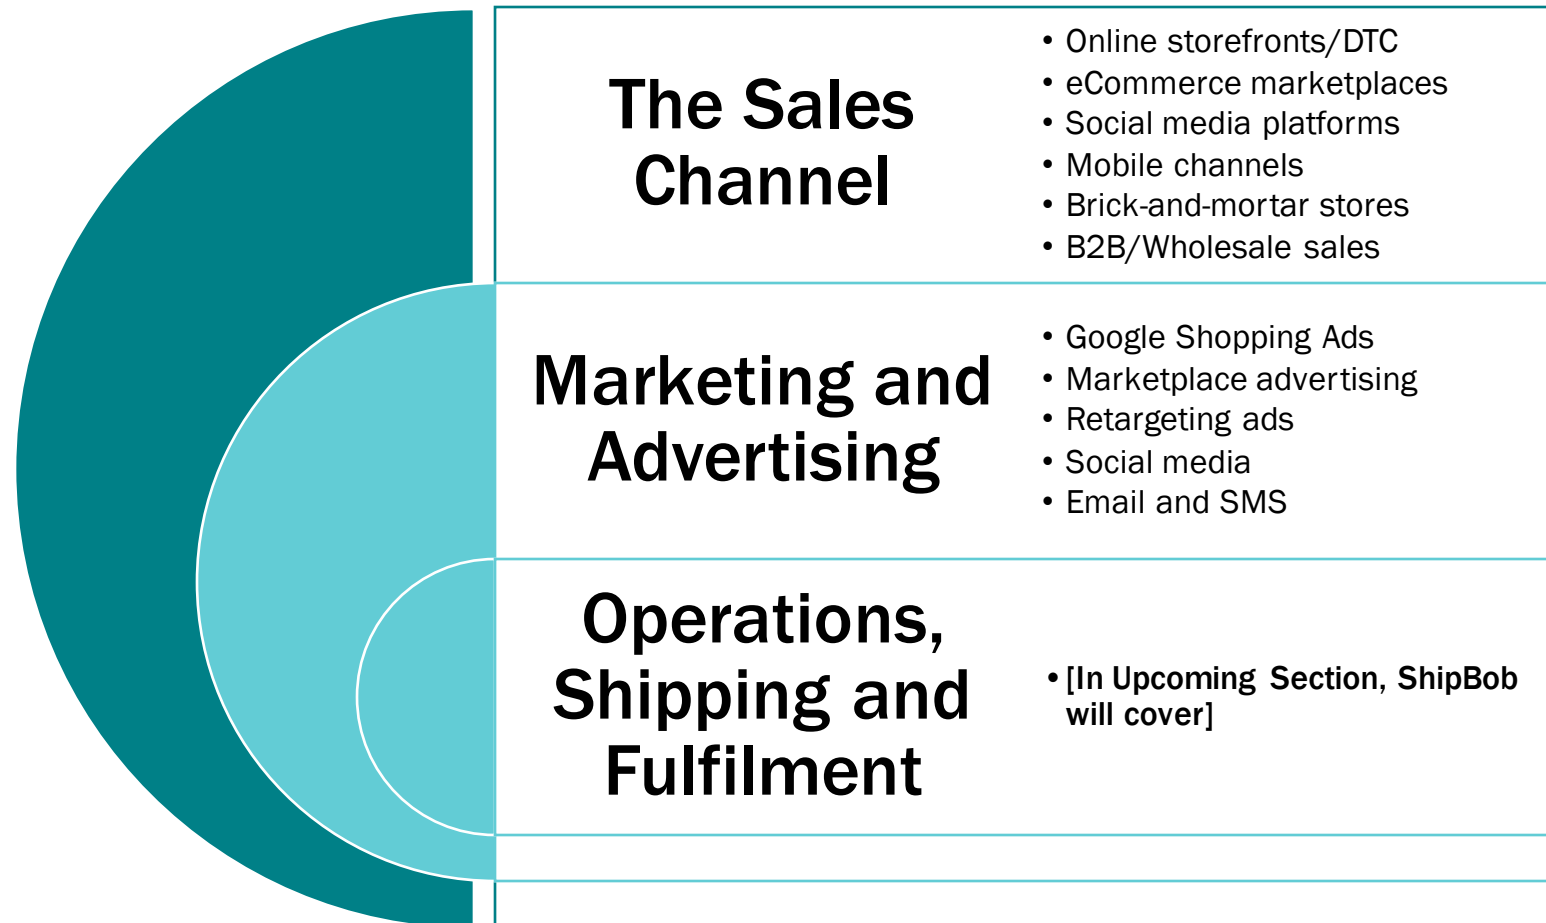 The Sales
Channel
• Online storefronts/DTC
• eCommerce marketplaces
• Social media platforms
• Mobile channels
• Brick-and-mortar stores
• B2B/Wholesale sales
Marketing and
Advertising
• Google Shopping Ads
• Marketplace advertising
• Retargeting ads
• Social media
• Email and SMS
Operations,
Shipping and
Fulfilment
• [In Upcoming Section, ShipBob
will cover]